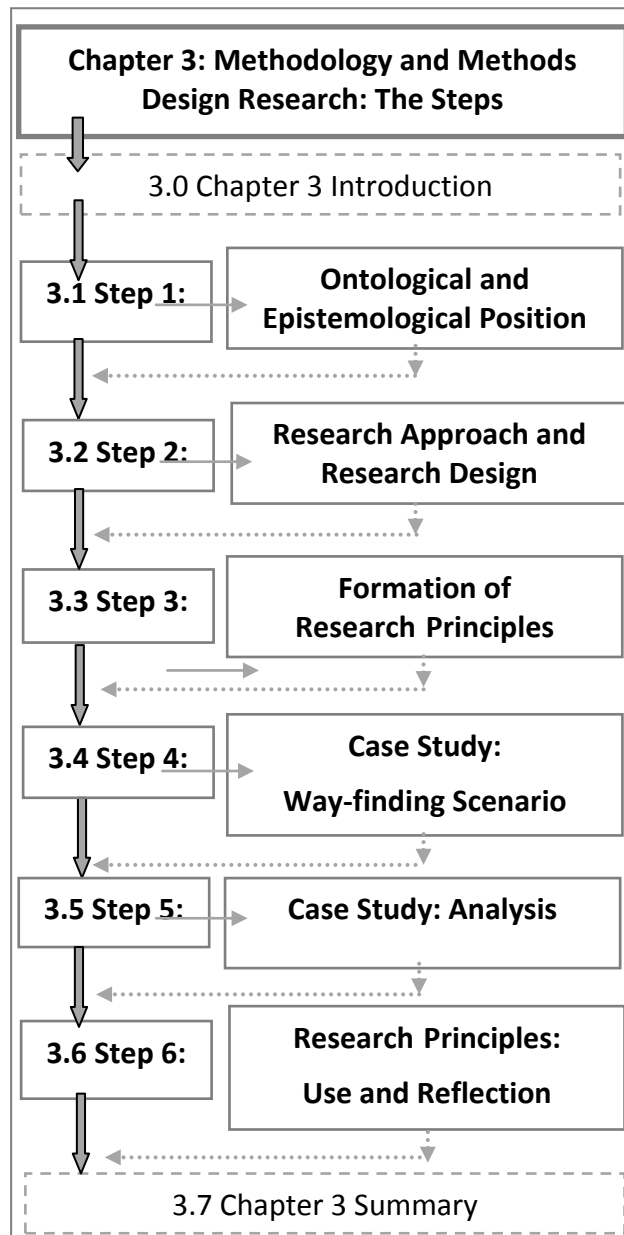 Chapter 3: Methodology and Methods
Design Research: The Steps
3.0 Chapter 3 Introduction
3.1 Step 1:
Ontological and
Epistemological Position
3.2 Step 2:
Research Approach and
Research Design
3.3 Step 3:
Formation of
Research Principles
3.4 Step 4:
Case Study:
Way-finding Scenario
3.5 Step 5:
Case Study: Analysis
3.6 Step 6:
Research Principles:
Use and Reflection
3.7 Chapter 3 Summary